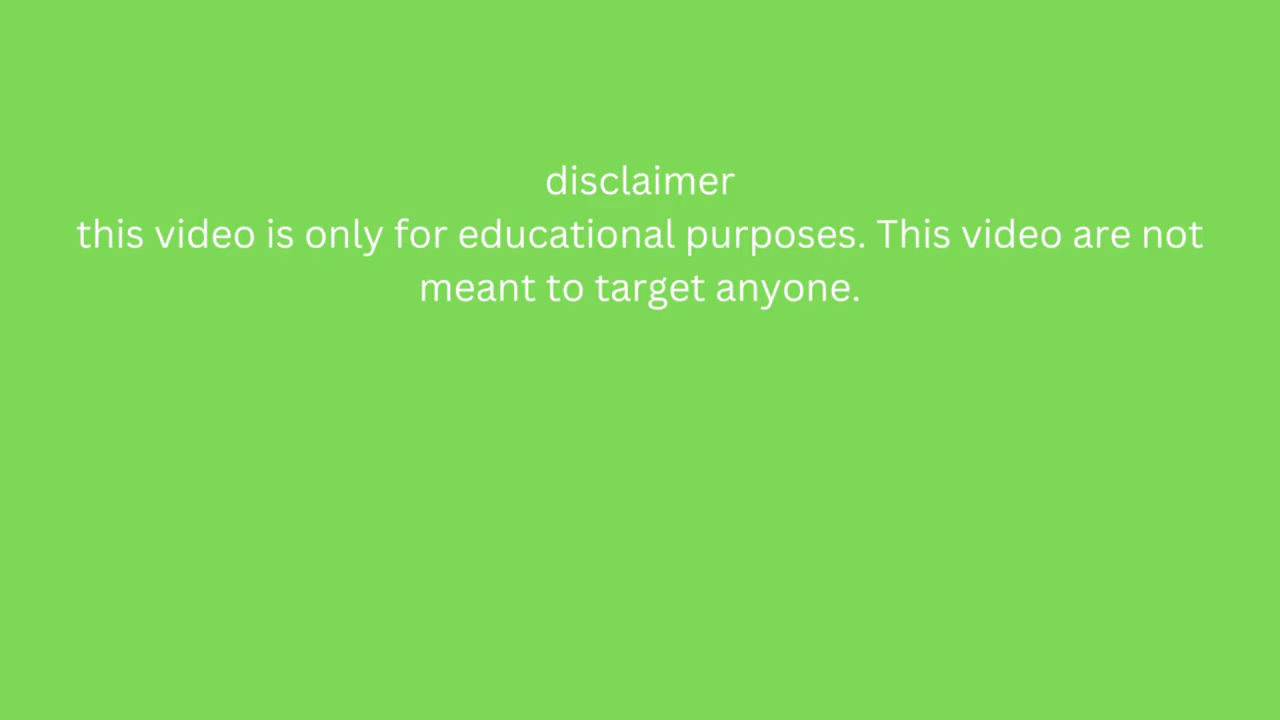 disclaimer
this video is only for educational purposes. This video are not
meant to target anyone.